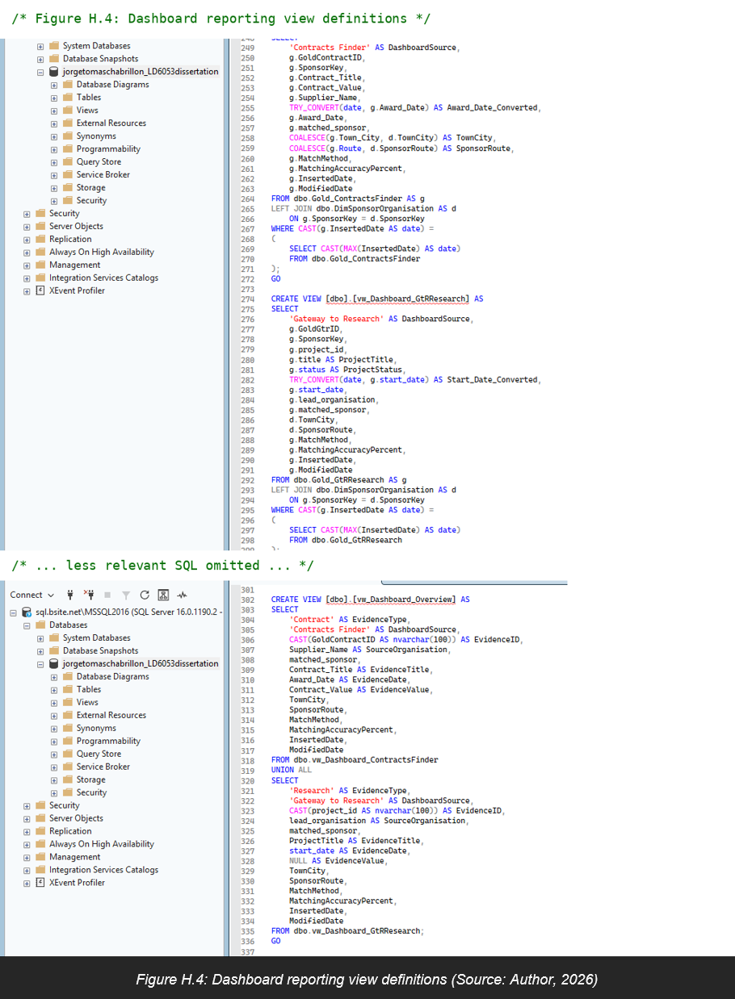 /* Figure H.4: Dashboard reporting view definitions */
System Databases
Database Snapshots
jorgetomaschabrillon_LD6053dissertation
Database Diagrams
Tables
Views
External Resources
Synonyms
Programmability
Query Store
Service Broker
Storage
Security
Security
Server Objects
Replication
Always On High Availability
Management
Integration Services Catalogs
XEvent Profiler
248 SELECT
249 'Contracts Finder' AS DashboardSource,
250 g.GoldContractID,
251 g.SponsorKey,
252 g.Contract_Title,
253 g.Contract_Value,
254 g.Supplier_Name,
255 TRY_CONVERT(date, g.Award_Date) AS Award_Date_Converted,
256 g.Award_Date,
257 g.matched_sponsor,
258 COALESCE(g.Town_City, d.TownCity) AS TownCity,
259 COALESCE(g.Route, d.SponsorRoute) AS SponsorRoute,
260 g.MatchMethod,
261 g.MatchingAccuracyPercent,
262 g.InsertedDate,
263 g.ModifiedDate
264 FROM dbo.Gold_ContractsFinder AS g
265 LEFT JOIN dbo.DimSponsorOrganisation AS d
266 ON g.SponsorKey = d.SponsorKey
267 WHERE CAST(g.InsertedDate AS date) =
268 (
269 SELECT CAST(MAX(InsertedDate) AS date)
270 FROM dbo.Gold_ContractsFinder
271 );
272 GO
273
274 CREATE VIEW [dbo].[vw_Dashboard_GtRResearch] AS
275 SELECT
276 'Gateway to Research' AS DashboardSource,
277 g.GoldGtrID,
278 g.SponsorKey,
279 g.project_id,
280 g.title AS ProjectTitle,
281 g.status AS ProjectStatus,
282 TRY_CONVERT(date, g.start_date) AS Start_Date_Converted,
283 g.start_date,
284 g.lead_organisation,
285 g.matched_sponsor,
286 d.TownCity,
287 d.SponsorRoute,
288 g.MatchMethod,
289 g.MatchingAccuracyPercent,
290 g.InsertedDate,
291 g.ModifiedDate
292 FROM dbo.Gold_GtRResearch AS g
293 LEFT JOIN dbo.DimSponsorOrganisation AS d
294 ON g.SponsorKey = d.SponsorKey
295 WHERE CAST(g.InsertedDate AS date) =
296 (
297 SELECT CAST(MAX(InsertedDate) AS date)
298 FROM dbo.Gold_GtRResearch
299 );
/* ... less relevant SQL omitted ... */
Connect
sql.bsite.net\MSSQL2016 (SQL Server 16.0.1190.2 -
Databases
System Databases
Database Snapshots
jorgetomaschabrillon_LD6053dissertation
Database Diagrams
Tables
Views
External Resources
Synonyms
Programmability
Query Store
Service Broker
Storage
Security
Security
Server Objects
Replication
Always On High Availability
Management
Integration Services Catalogs
XEvent Profiler
301
302 CREATE VIEW [dbo].[vw_Dashboard_Overview] AS
303 SELECT
304 'Contract' AS EvidenceType,
305 'Contracts Finder' AS DashboardSource,
306 CAST(GoldContractID AS nvarchar(100)) AS EvidenceID,
307 Supplier_Name AS SourceOrganisation,
308 matched_sponsor,
309 Contract_Title AS EvidenceTitle,
310 Award_Date AS EvidenceDate,
311 Contract_Value AS EvidenceValue,
312 TownCity,
313 SponsorRoute,
314 MatchMethod,
315 MatchingAccuracyPercent,
316 InsertedDate,
317 ModifiedDate
318 FROM dbo.vw_Dashboard_ContractsFinder
319 UNION ALL
320 SELECT
321 'Research' AS EvidenceType,
322 'Gateway to Research' AS DashboardSource,
323 CAST(project_id AS nvarchar(100)) AS EvidenceID,
324 lead_organisation AS SourceOrganisation,
325 matched_sponsor,
326 ProjectTitle AS EvidenceTitle,
327 start_date AS EvidenceDate,
328 NULL AS EvidenceValue,
329 TownCity,
330 SponsorRoute,
331 MatchMethod,
332 MatchingAccuracyPercent,
333 InsertedDate,
334 ModifiedDate
335 FROM dbo.vw_Dashboard_GtRResearch;
336 GO
337
Figure H.4: Dashboard reporting view definitions (Source: Author, 2026)